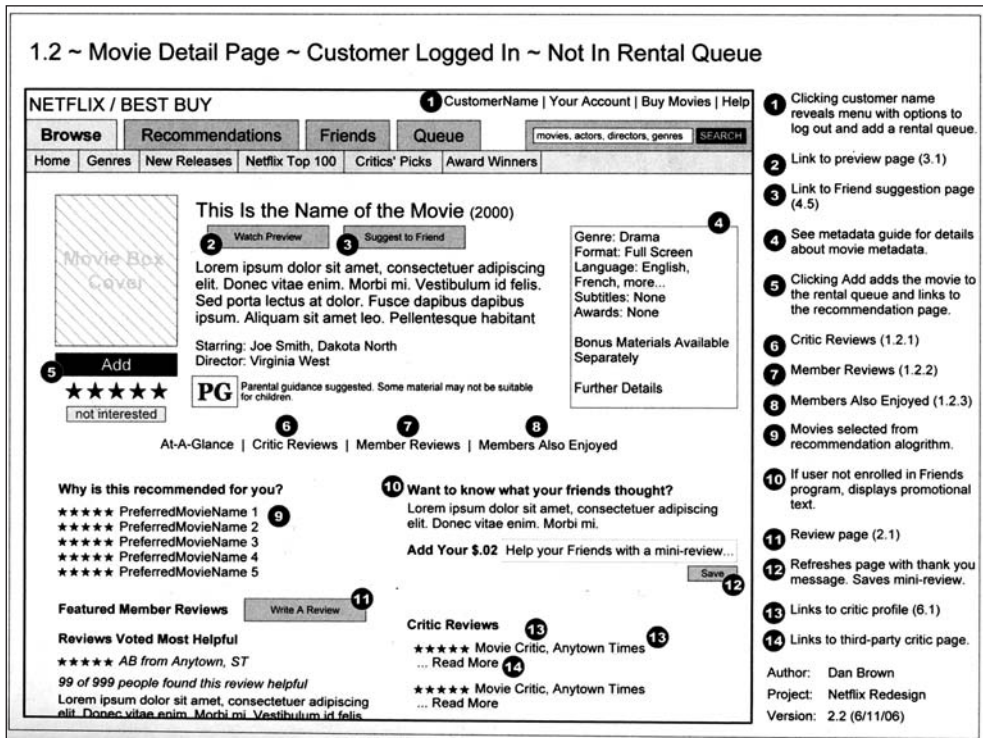 1.2 ~ Movie Detail Page ~ Customer Logged In ~ Not In Rental Queue
NETFLIX / BEST BUY
1 CustomerName | Your Account | Buy Movies | Help
Browse Recommendations Friends Queue
movies, actors, directors, genres SEARCH
Home Genres New Releases Netflix Top 100 Critics' Picks Award Winners
Movie Box
Cover
5 Add
not interested
This Is the Name of the Movie (2000)
2 Watch Preview 3 Suggest to Friend
Lorem ipsum dolor sit amet, consectetuer adipiscing
elit. Donec vitae enim. Morbi mi. Vestibulum id felis.
Sed porta lectus at dolor. Fusce dapibus dapibus
ipsum. Aliquam sit amet leo. Pellentesque habitant
Starring: Joe Smith, Dakota North
Director: Virginia West
PG Parental guidance suggested. Some material may not be suitable
for children.
4
Genre: Drama
Format: Full Screen
Language: English,
French, more...
Subtitles: None
Awards: None
Bonus Materials Available
Separately
Further Details
6 7 8
At-A-Glance | Critic Reviews | Member Reviews | Members Also Enjoyed
Why is this recommended for you?
★★★★★ PreferredMovieName 1 9
★★★★★ PreferredMovieName 2
★★★★★ PreferredMovieName 3
★★★★★ PreferredMovieName 4
★★★★★ PreferredMovieName 5
Featured Member Reviews Write A Review 11
Reviews Voted Most Helpful
★★★★★ AB from Anytown, ST
99 of 999 people found this review helpful
Lorem ipsum dolor sit amet, consectetuer adipiscing
elit. Donec vitae enim. Morbi mi. Vestibulum id felis
10 Want to know what your friends thought?
Lorem ipsum dolor sit amet, consectetuer adipiscing
elit. Donec vitae enim. Morbi mi.
Add Your $.02 Help your Friends with a mini-review...
Save 12
Critic Reviews 13
★★★★★ Movie Critic, Anytown Times 13
... Read More 14
★★★★★ Movie Critic, Anytown Times
... Read More
1 Clicking customer name
reveals menu with options to
log out and add a rental queue.
2 Link to preview page (3.1)
3 Link to Friend suggestion page
(4.5)
4 See metadata guide for details
about movie metadata.
5 Clicking Add adds the movie to
the rental queue and links to
the recommendation page.
6 Critic Reviews (1.2.1)
7 Member Reviews (1.2.2)
8 Members Also Enjoyed (1.2.3)
9 Movies selected from
recommendation alogrithm.
10 If user not enrolled in Friends
program, displays promotional
text.
11 Review page (2.1)
12 Refreshes page with thank you
message. Saves mini-review.
13 Links to critic profile (6.1)
14 Links to third-party critic page.
Author: Dan Brown
Project: Netflix Redesign
Version: 2.2 (6/11/06)